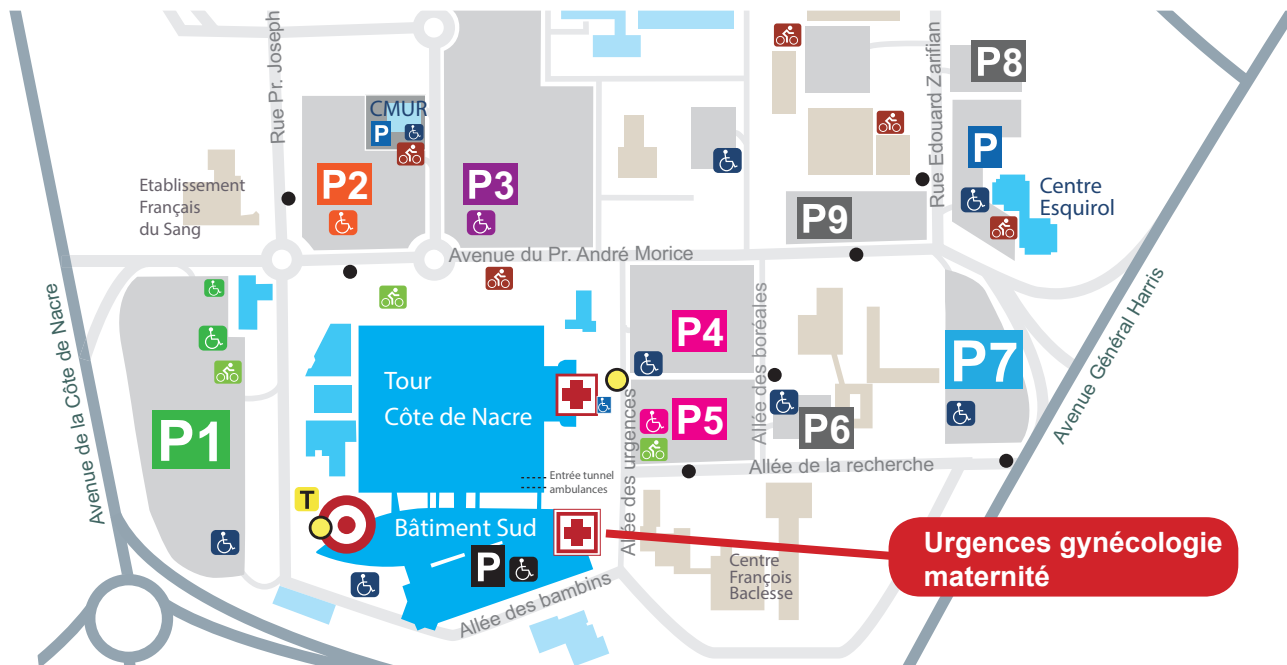 Rue Pr. Joseph
CMUR
P
P2
P3
Etablissement
Français
du Sang
Rue Edouard Zarifian
P8
P
Centre
Esquirol
P9
Avenue du Pr. André Morice
Avenue de la Côte de Nacre
Avenue Général Harris
P1
Tour
Côte de Nacre
P4
P5
Allée des urgences
Allée des boréales
P6
P7
Allée de la recherche
Entrée tunnel
ambulances
T
Bâtiment Sud
P
Allée des bambins
Centre
François
Baclesse
Urgences gynécologie
maternité